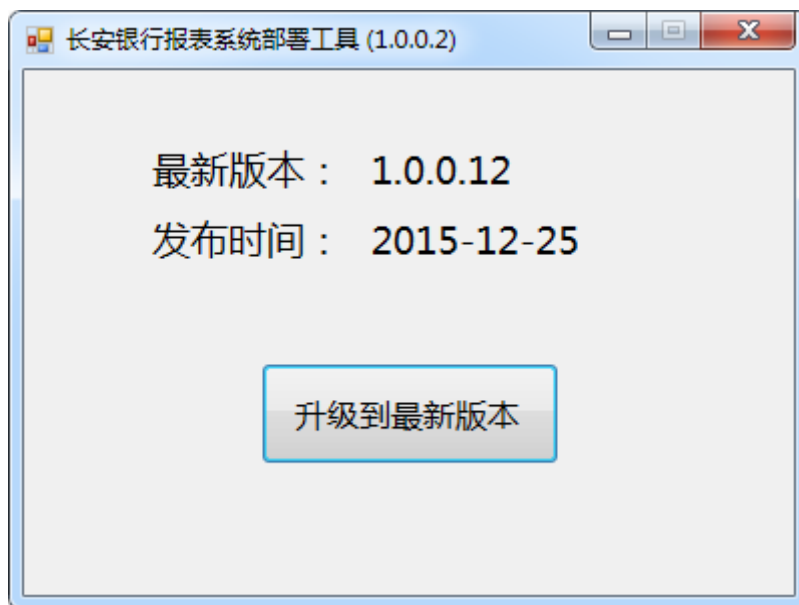 长安银行报表系统部署工具 (1.0.0.2)
最新版本： 1.0.0.12
发布时间： 2015-12-25
升级到最新版本